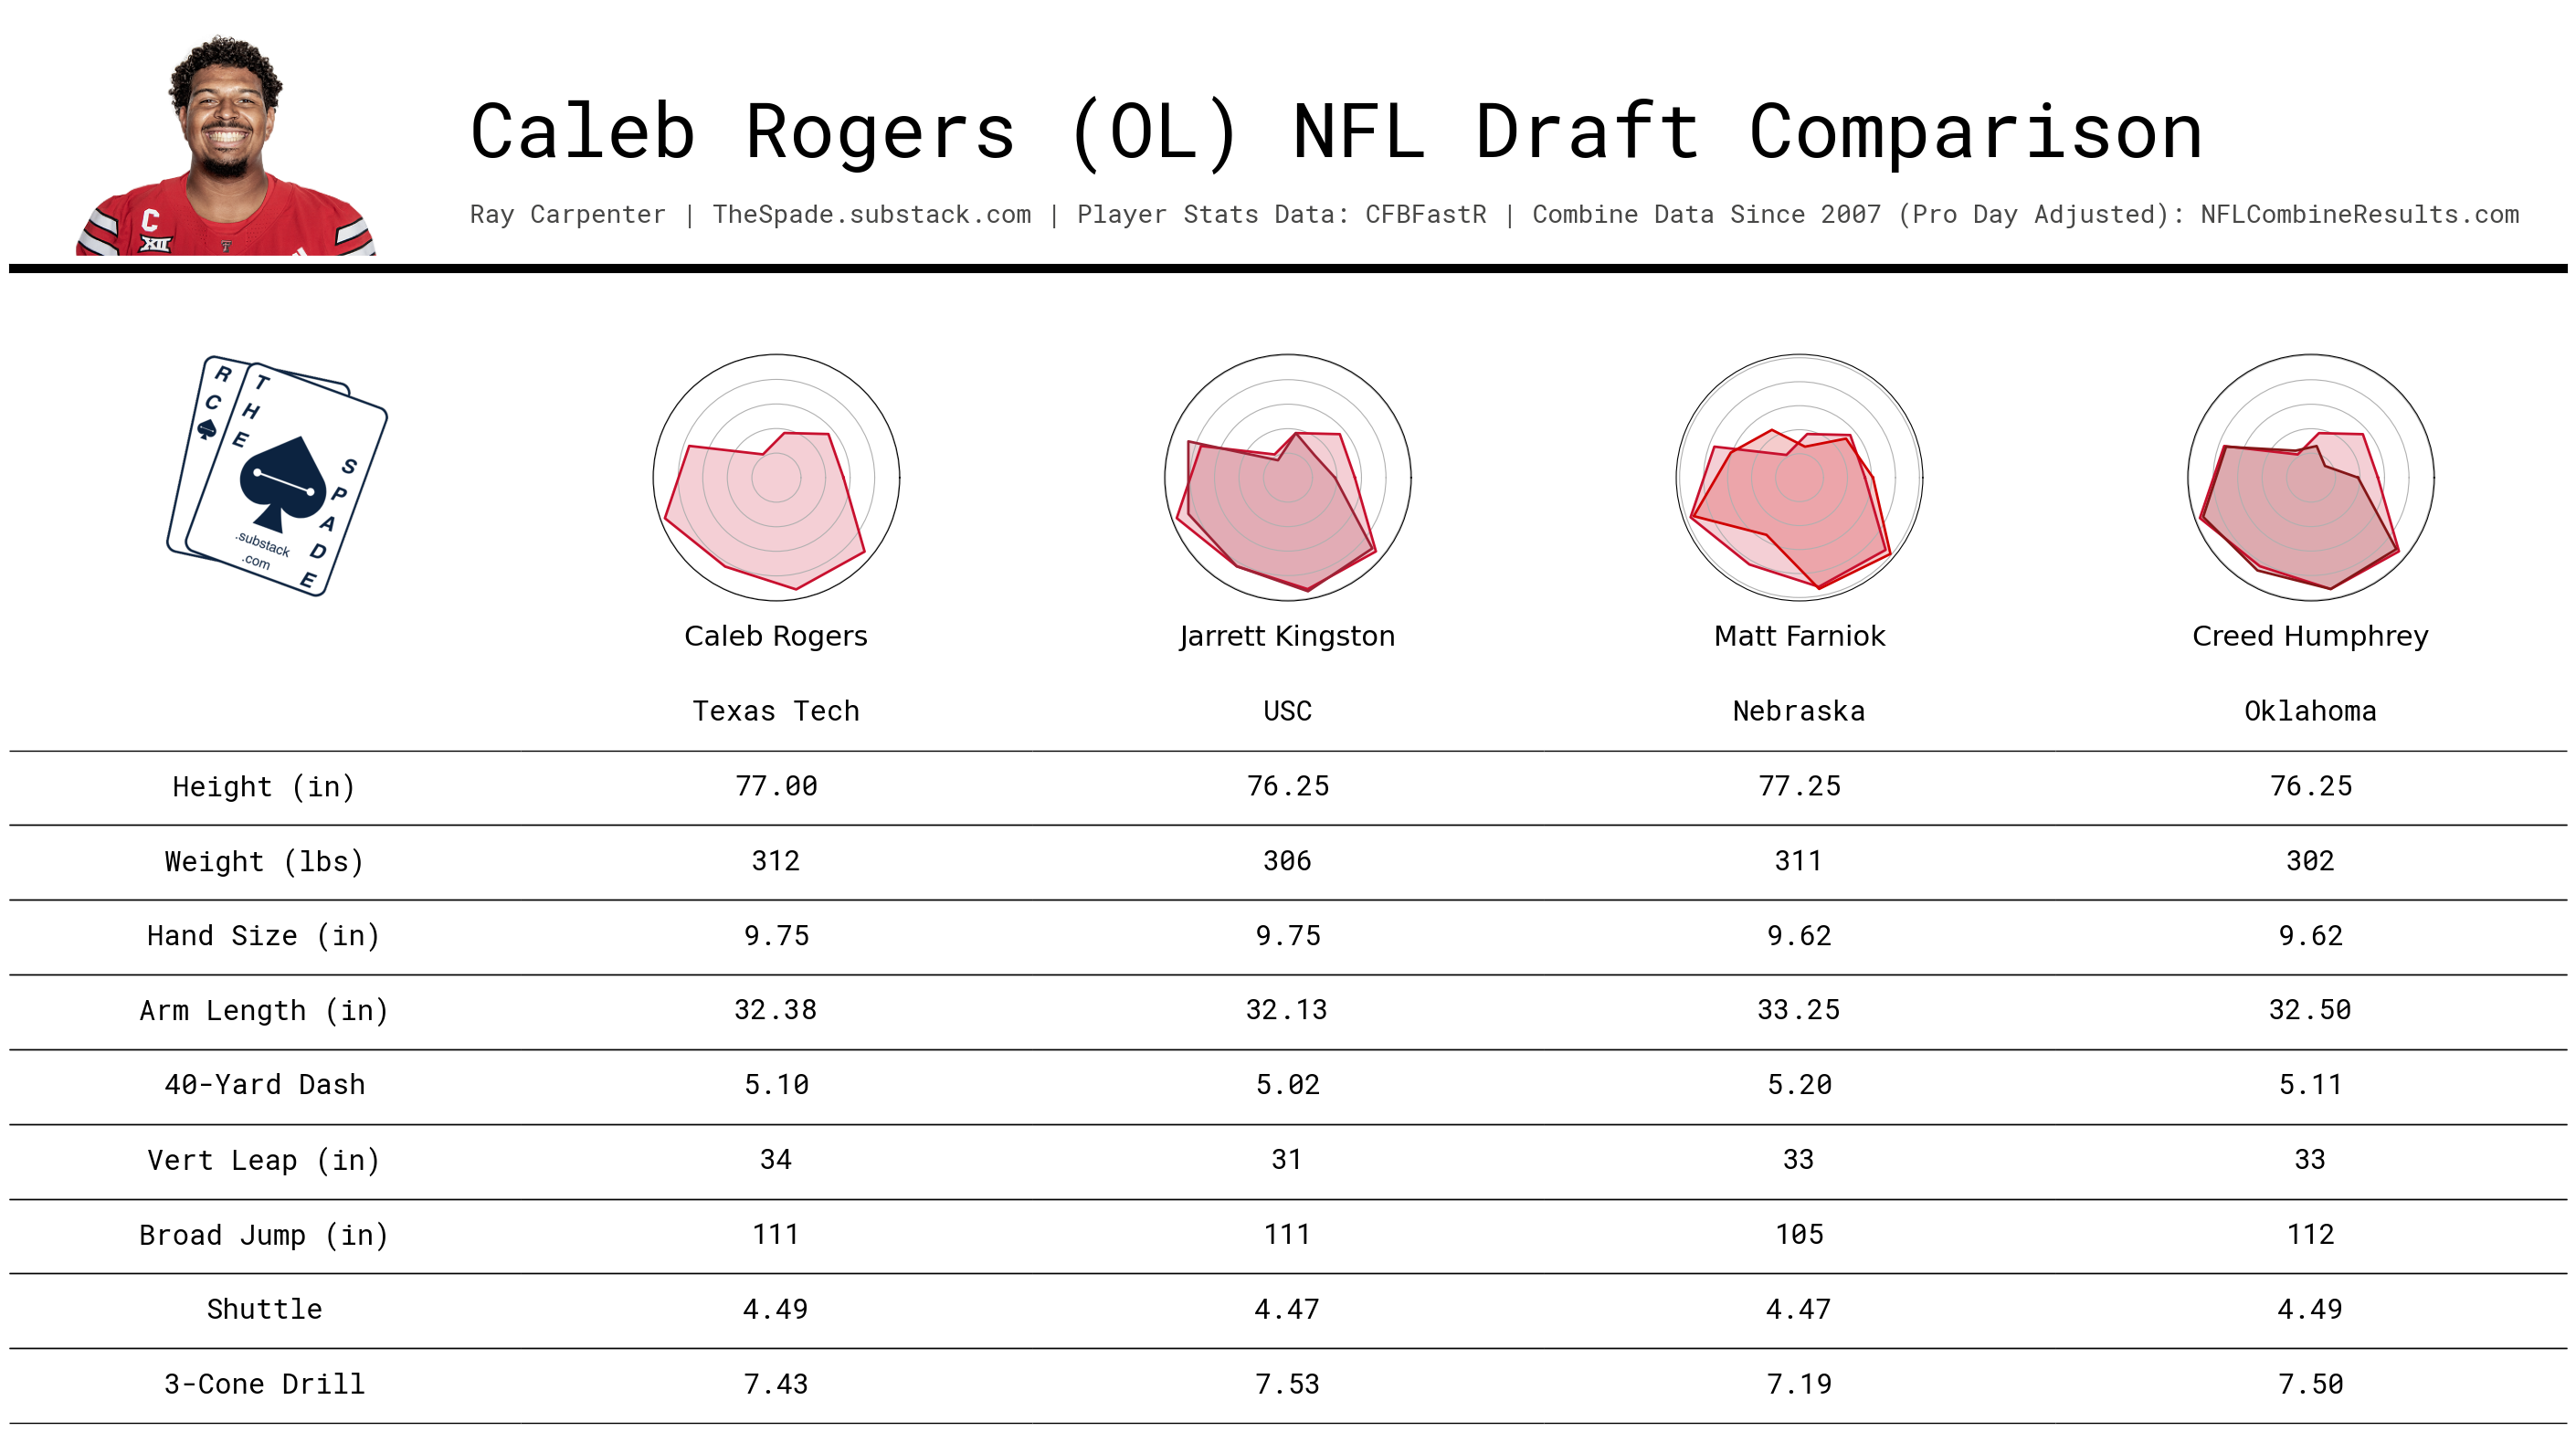 Caleb Rogers (OL) NFL Draft Comparison
Ray Carpenter | TheSpade.substack.com | Player Stats Data: CFBFastR | Combine Data Since 2007 (Pro Day Adjusted): NFLCombineResults.com
C
XII
T
RC
THE
SPADE
.substack
.com
Caleb Rogers Jarrett Kingston Matt Farniok Creed Humphrey
Texas Tech USC Nebraska Oklahoma
Height (in) 77.00 76.25 77.25 76.25
Weight (lbs) 312 306 311 302
Hand Size (in) 9.75 9.75 9.62 9.62
Arm Length (in) 32.38 32.13 33.25 32.50
40-Yard Dash 5.10 5.02 5.20 5.11
Vert Leap (in) 34 31 33 33
Broad Jump (in) 111 111 105 112
Shuttle 4.49 4.47 4.47 4.49
3-Cone Drill 7.43 7.53 7.19 7.50